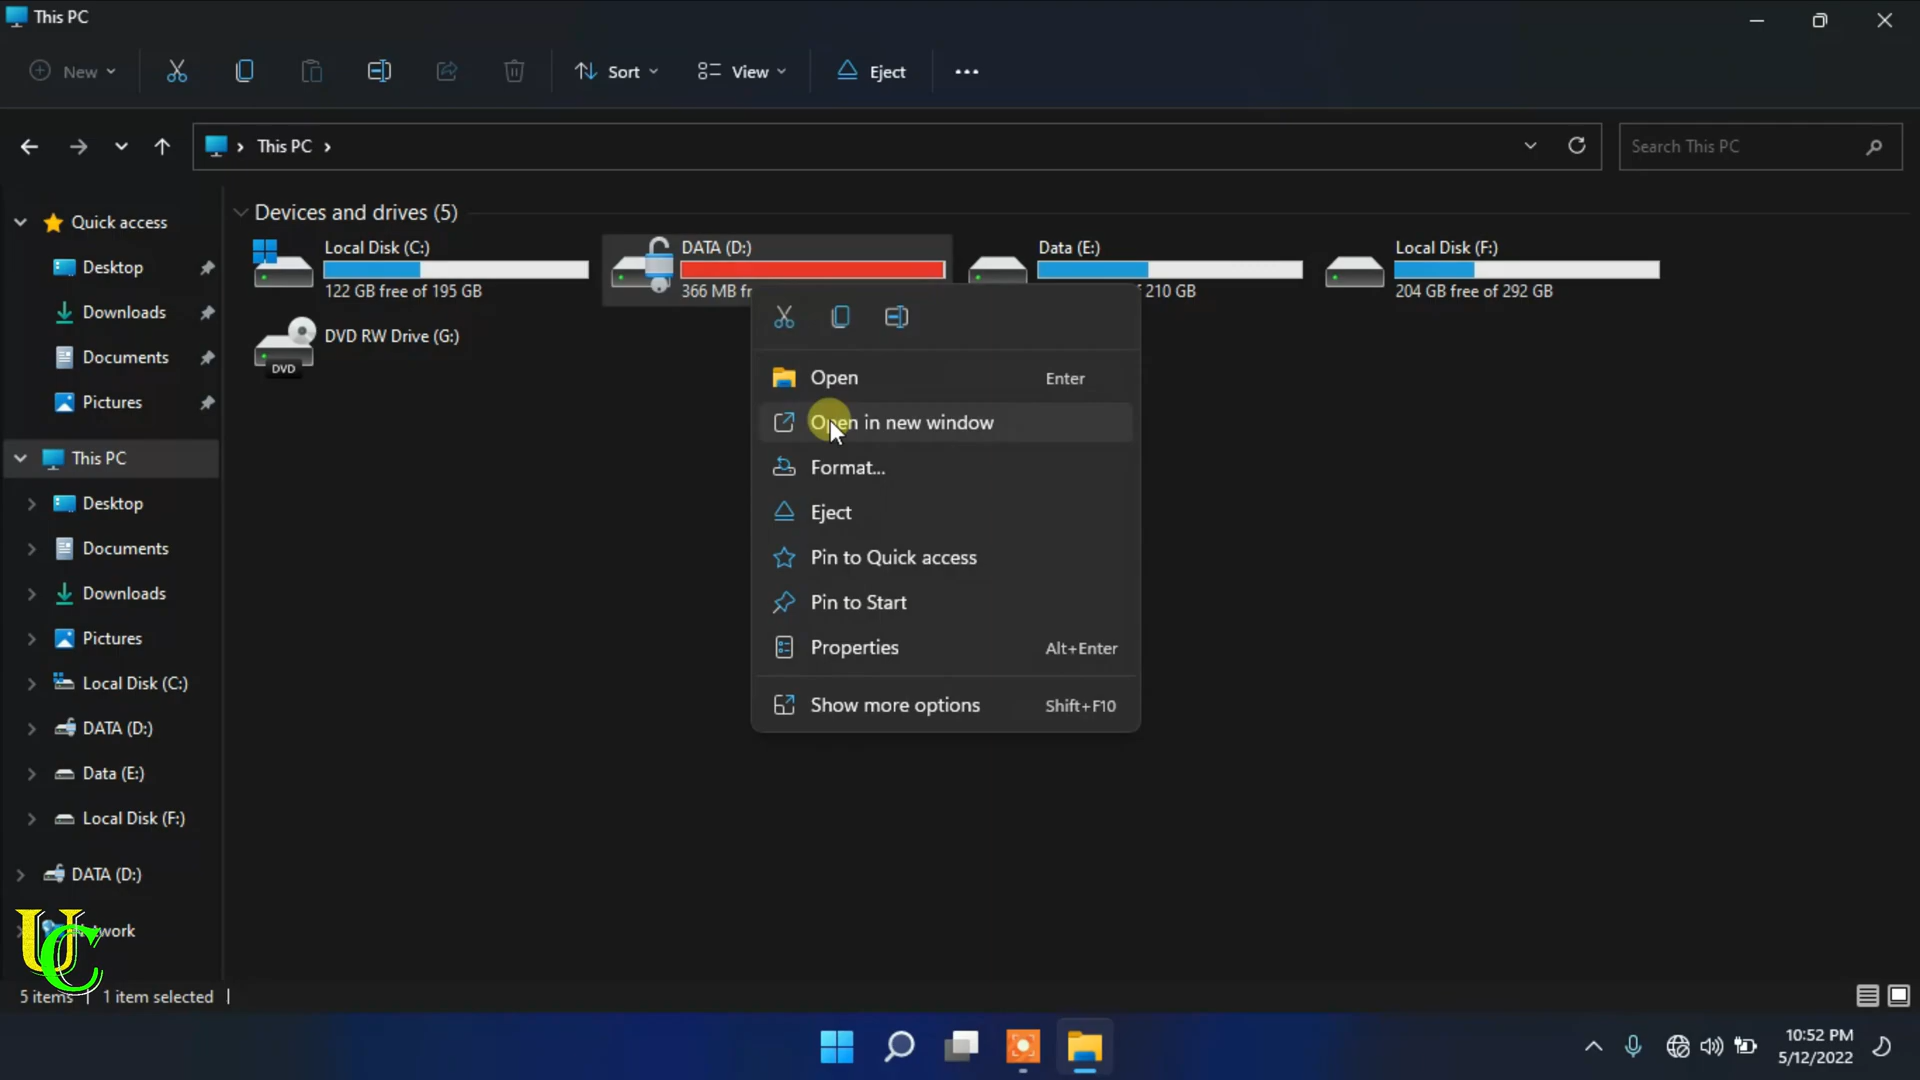 This PC
New
Sort
View
Eject
This PC
Search This PC
Quick access
Desktop
Downloads
Documents
Pictures
This PC
Desktop
Documents
Downloads
Pictures
Local Disk (C:)
DATA (D:)
Data (E:)
Local Disk (F:)
DATA (D:)
Devices and drives (5)
Local Disk (C:)
122 GB free of 195 GB
DATA (D:)
366 MB
Data (E:)
210 GB
Local Disk (F:)
204 GB free of 292 GB
DVD RW Drive (G:)
DVD
Open Enter
Open in new window
Format...
Eject
Pin to Quick access
Pin to Start
Properties Alt+Enter
Show more options Shift+F10
UC
5 items 1 item selected
10:52 PM
5/12/2022